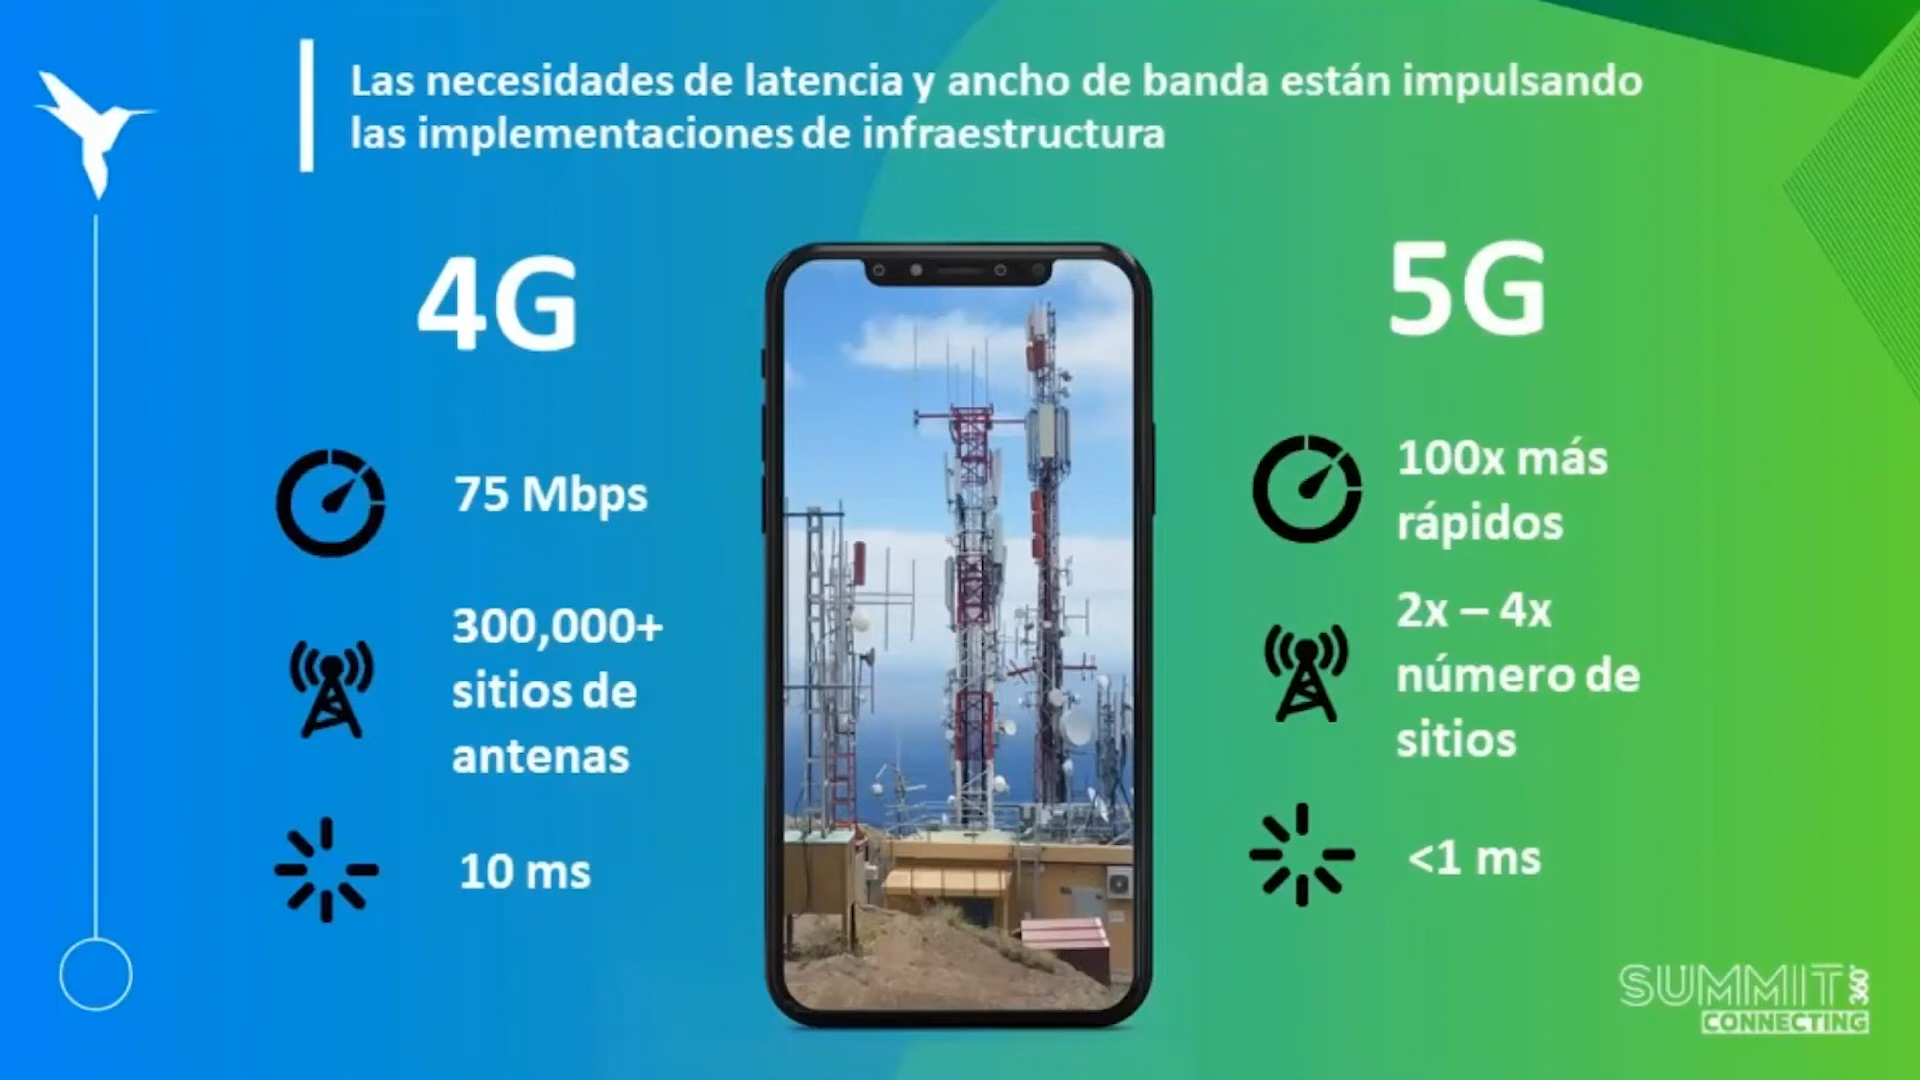 Las necesidades de latencia y ancho de banda están impulsando
las implementaciones de infraestructura
4G
75 Mbps
300,000+
sitios de
antenas
10 ms
5G
100x más
rápidos
2x – 4x
número de
sitios
<1 ms
SUMMIT 360°
CONNECTING